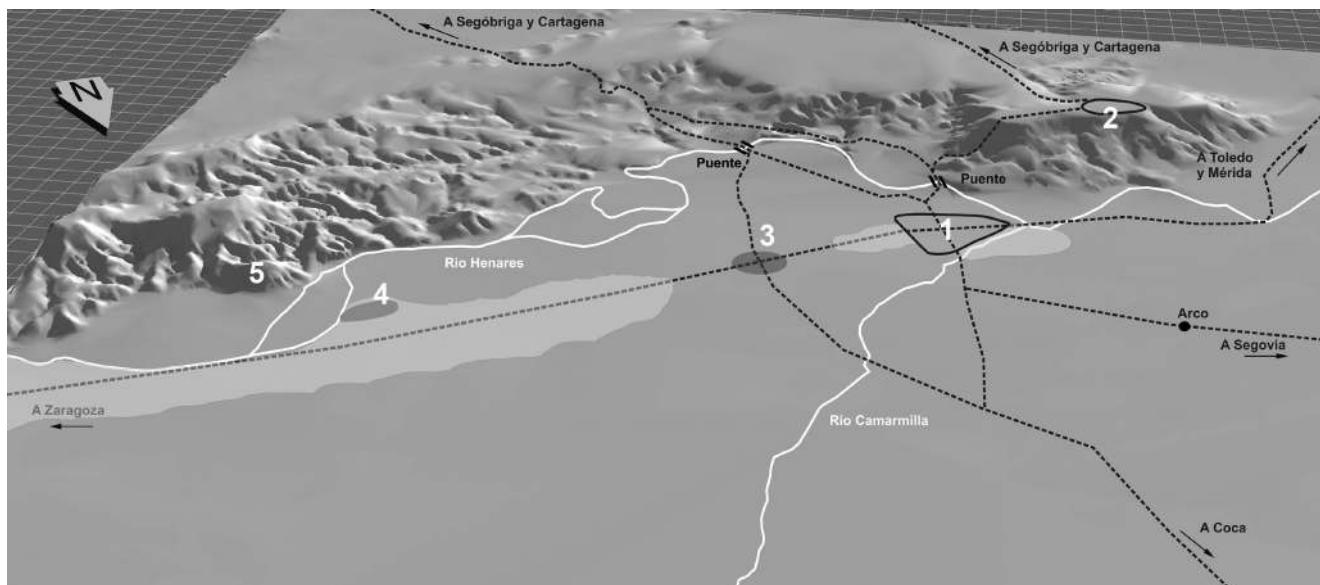 A Segóbriga y Cartagena
A Segóbriga y Cartagena
N
2
A Toledo
y Mérida
Puente
Puente
1
3
Río Henares
5
4
Arco
A Segovia
A Zaragoza
Río Camarmilla
A Coca